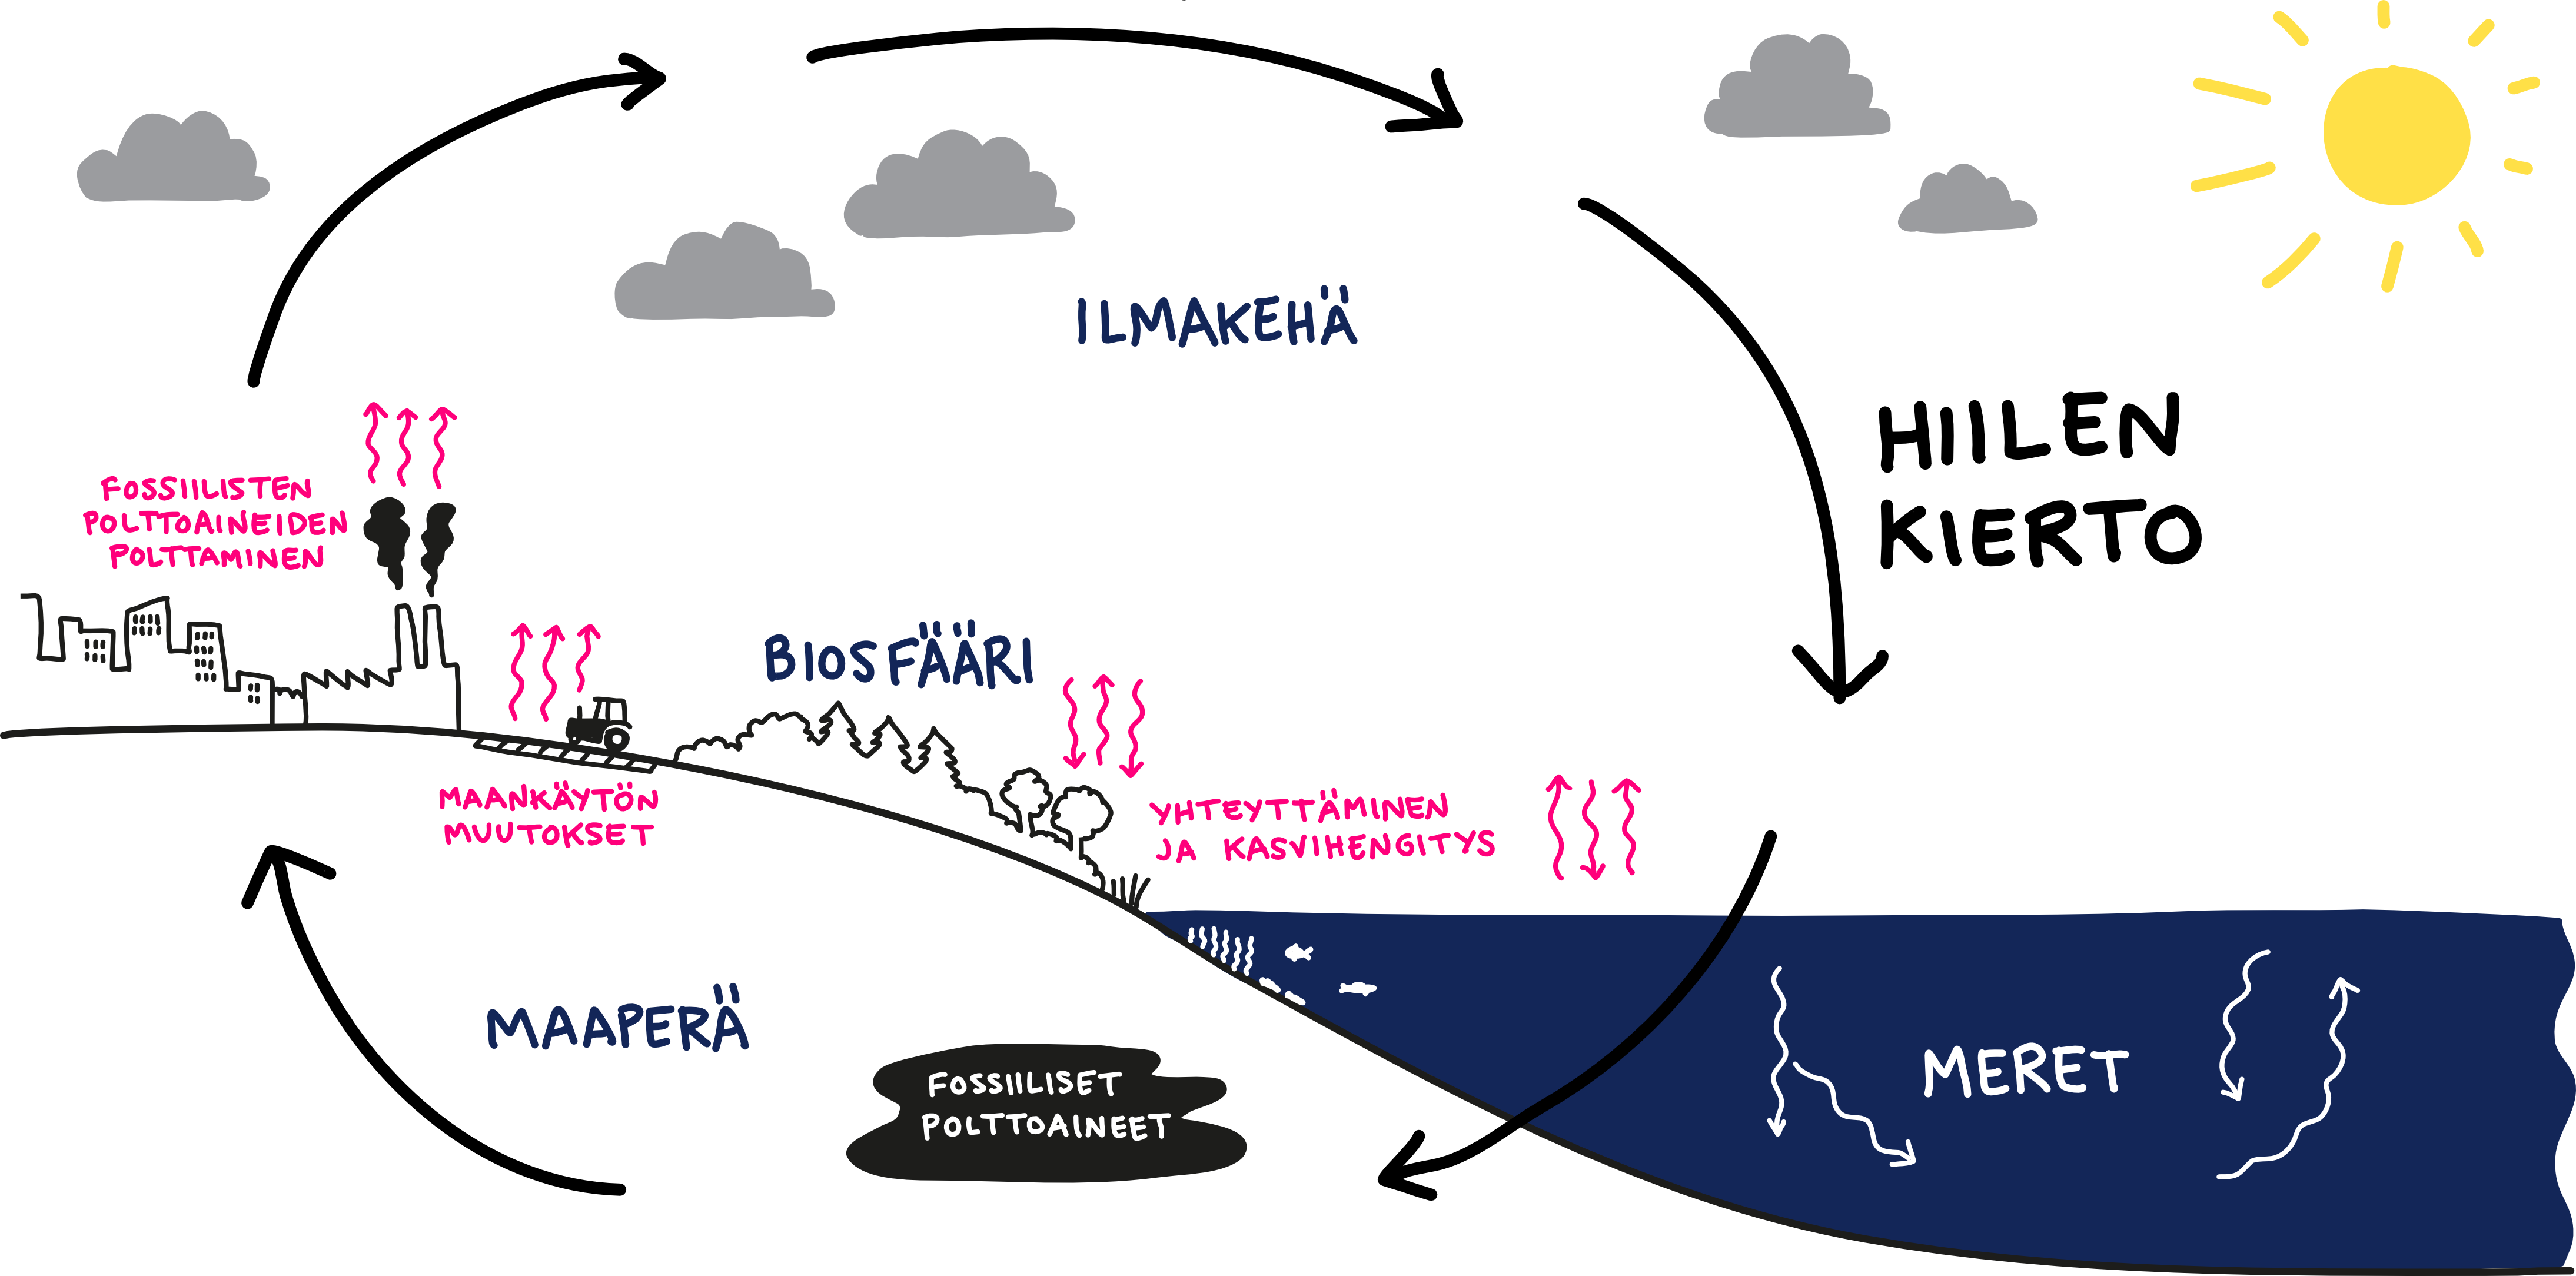 ILMAKEHÄ
HIILEN
KIERTO
FOSSIILISTEN
POLTTOAINEIDEN
POLTTAMINEN
BIOSFÄÄRI
MAANKÄYTÖN
MUUTOKSET
YHTEYTTÄMINEN
JA KASVIHENGITYS
MAAPERÄ
FOSSIILISET
POLTTOAINEET
MERET